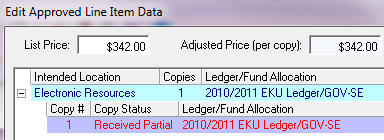 Edit Approved Line Item Data
List Price: $342.00 Adjusted Price (per copy): $342.00
Intended Location Copies Ledger/Fund Allocation
Electronic Resources 1 2010/2011 EKU Ledger/GOV-SE
Copy # Copy Status Ledger/Fund Allocation
1 Received Partial 2010/2011 EKU Ledger/GOV-SE